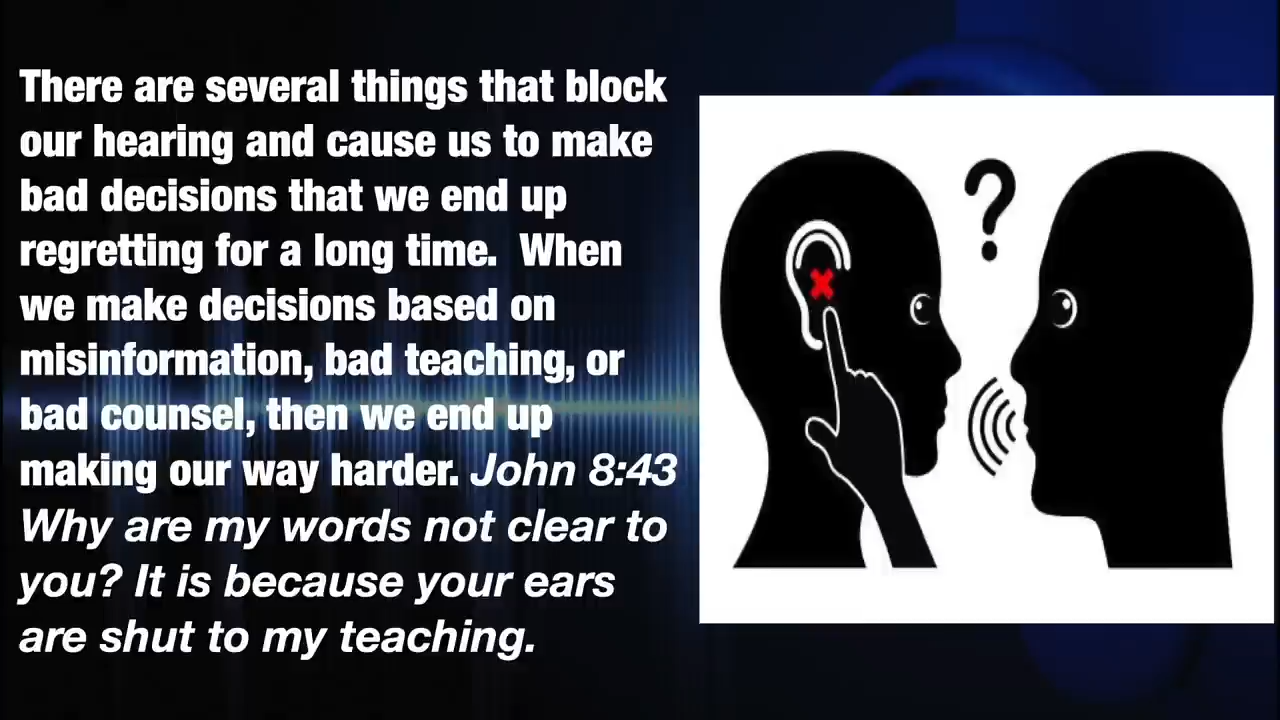 There are several things that block
our hearing and cause us to make
bad decisions that we end up
regretting for a long time.  When
we make decisions based on
misinformation, bad teaching, or
bad counsel, then we end up
making our way harder. John 8:43
Why are my words not clear to
you? It is because your ears
are shut to my teaching.
?